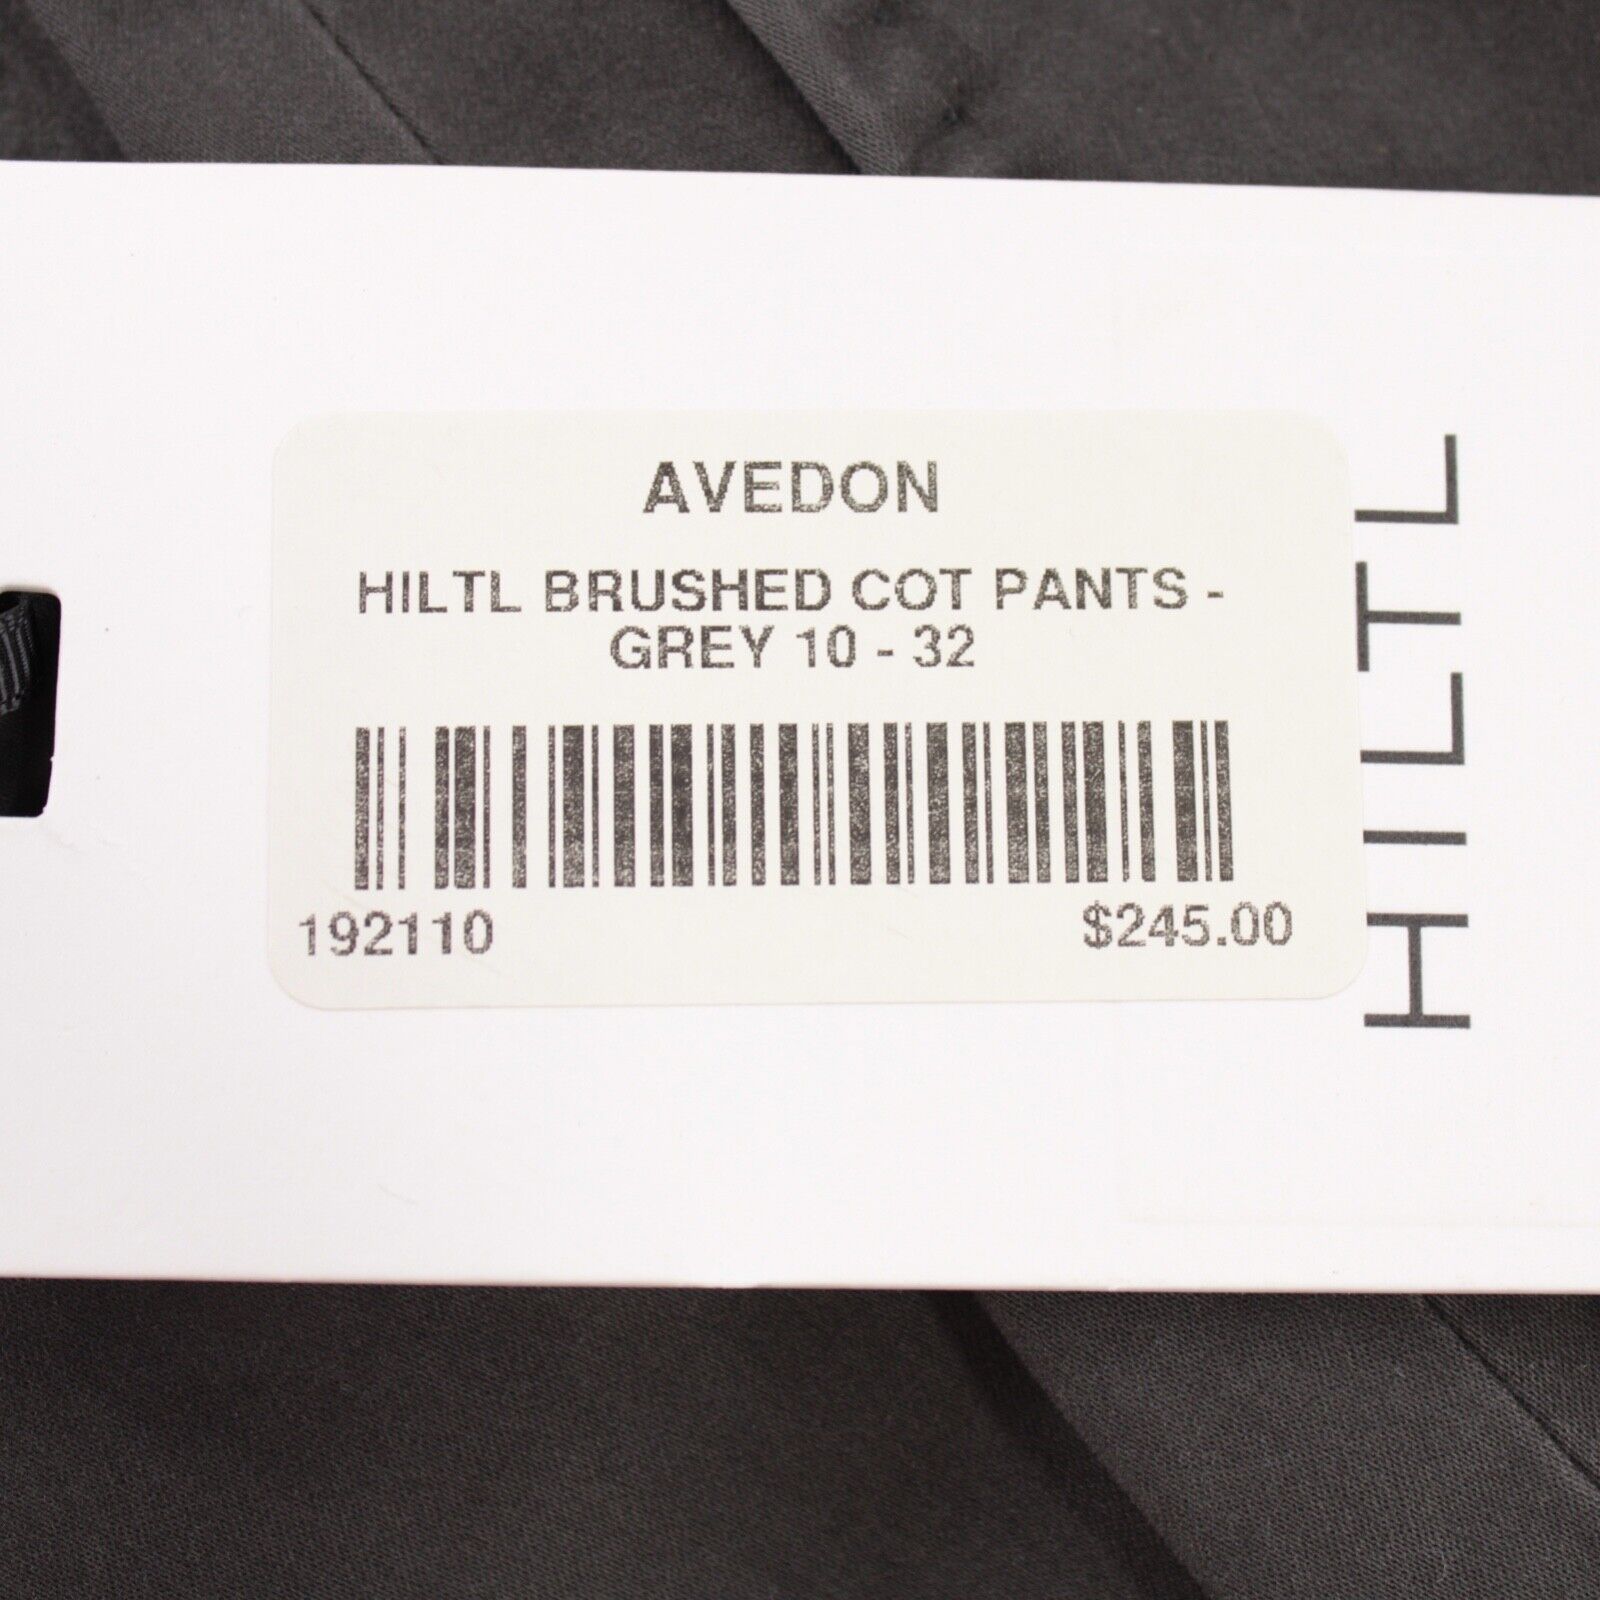 AVEDON
HILTL BRUSHED COT PANTS -
GREY 10 - 32
192110 $245.00
HILTL